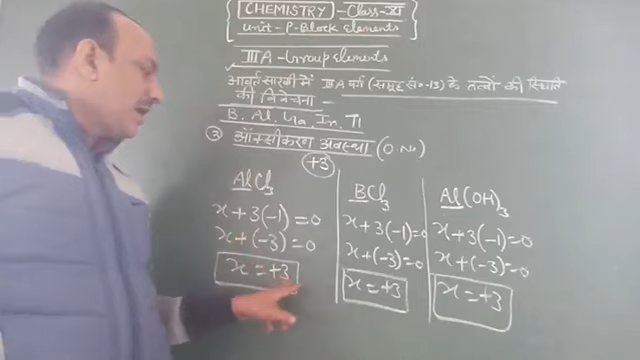 CHEMISTRY - Class-XI
Unit - P-Block Elements
IIIA - Group Elements
आवर्त सारणी में IIIA वर्ग (समूह सं०-13) के तत्वों की स्थिति
की विवेचना -
B, Al, Ga, In, Tl
③ ऑक्सीकरण अवस्था (O No)
+3
AlCl3
x+3(-1)=0
x+(-3)=0
x=+3
BCl3
x+3(-1)=0
x+(-3)=0
x=+3
Al(OH)3
x+3(-1)=0
x+(-3)=0
x=+3